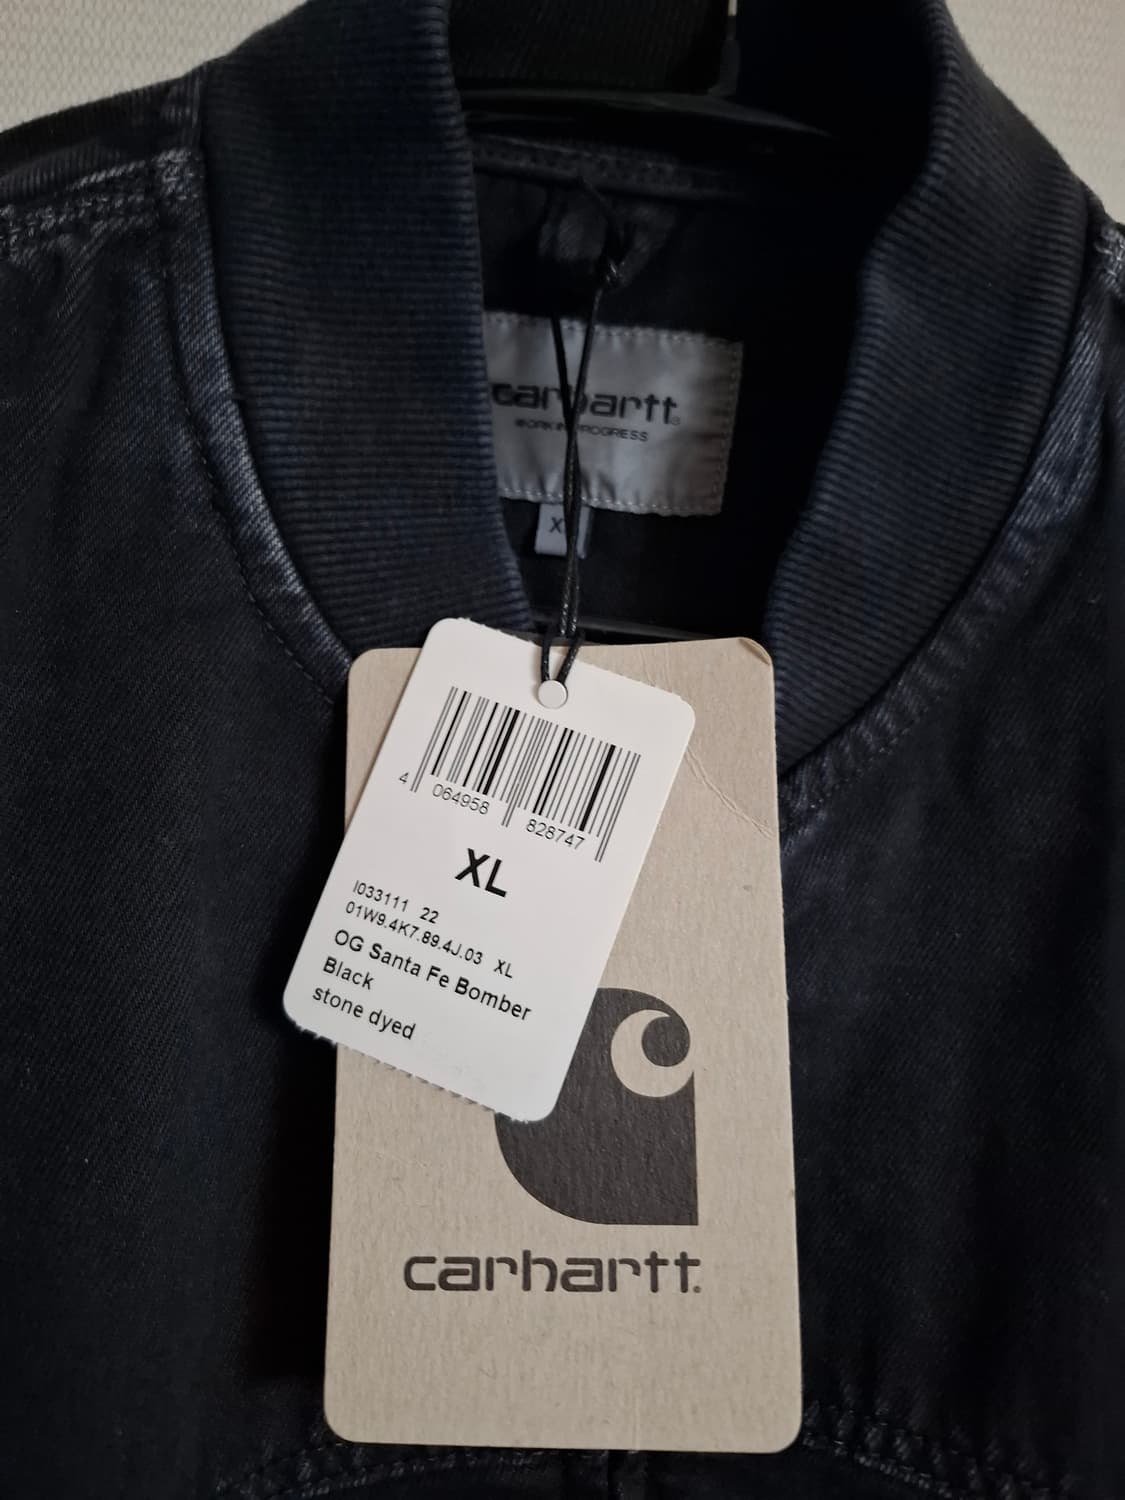 carhartt
WORK IN PROGRESS
4 064958 828747
XL
I033111 22
01W9.4K7.89.4J.03 XL
OG Santa Fe Bomber
Black
stone dyed
carhartt.